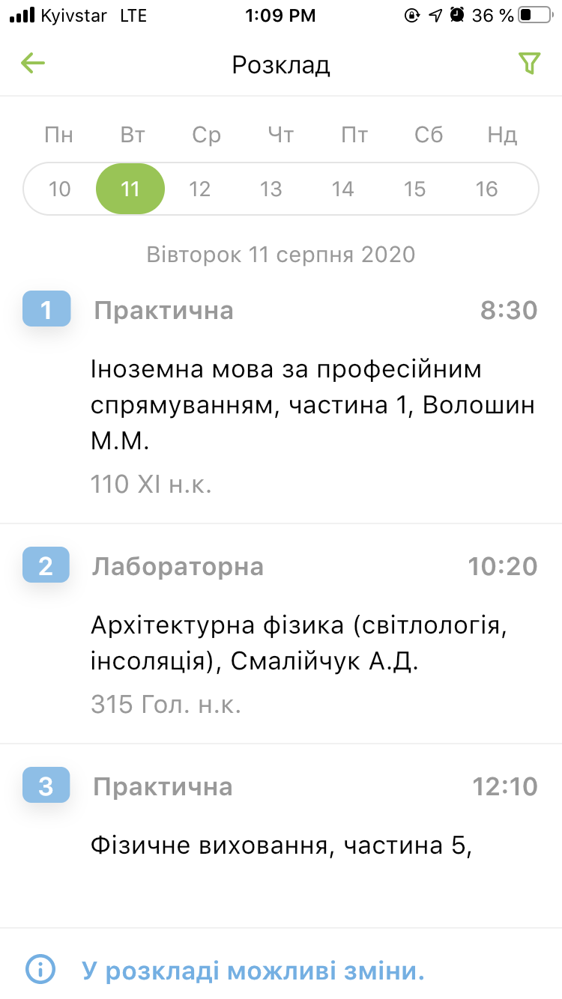 Kyivstar LTE 1:09 PM 36 %
Розклад
Пн Вт Ср Чт Пт Сб Нд
10 11 12 13 14 15 16
Вівторок 11 серпня 2020
1 Практична 8:30
Іноземна мова за професійним
спрямуванням, частина 1, Волошин
М.М.
110 XI н.к.
2 Лабораторна 10:20
Архітектурна фізика (світлологія,
інсоляція), Смалійчук А.Д.
315 Гол. н.к.
3 Практична 12:10
Фізичне виховання, частина 5,
У розкладі можливі зміни.